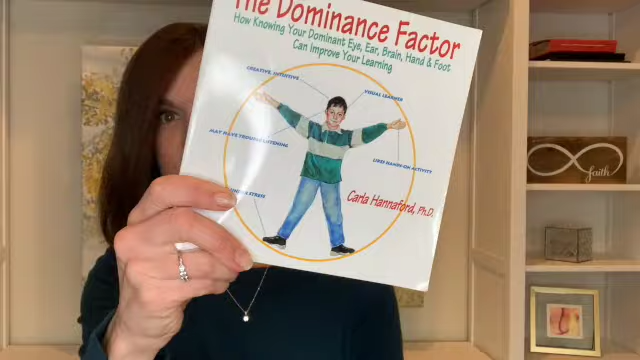 The Dominance Factor
How Knowing Your Dominant Eye, Ear, Brain, Hand & Foot
Can Improve Your Learning
CREATIVE, INTUITIVE
VISUAL LEARNER
MAY HAVE TROUBLE LISTENING
LIKES HANDS-ON ACTIVITY
UNDER STRESS
Carla Hannaford, Ph.D.
faith